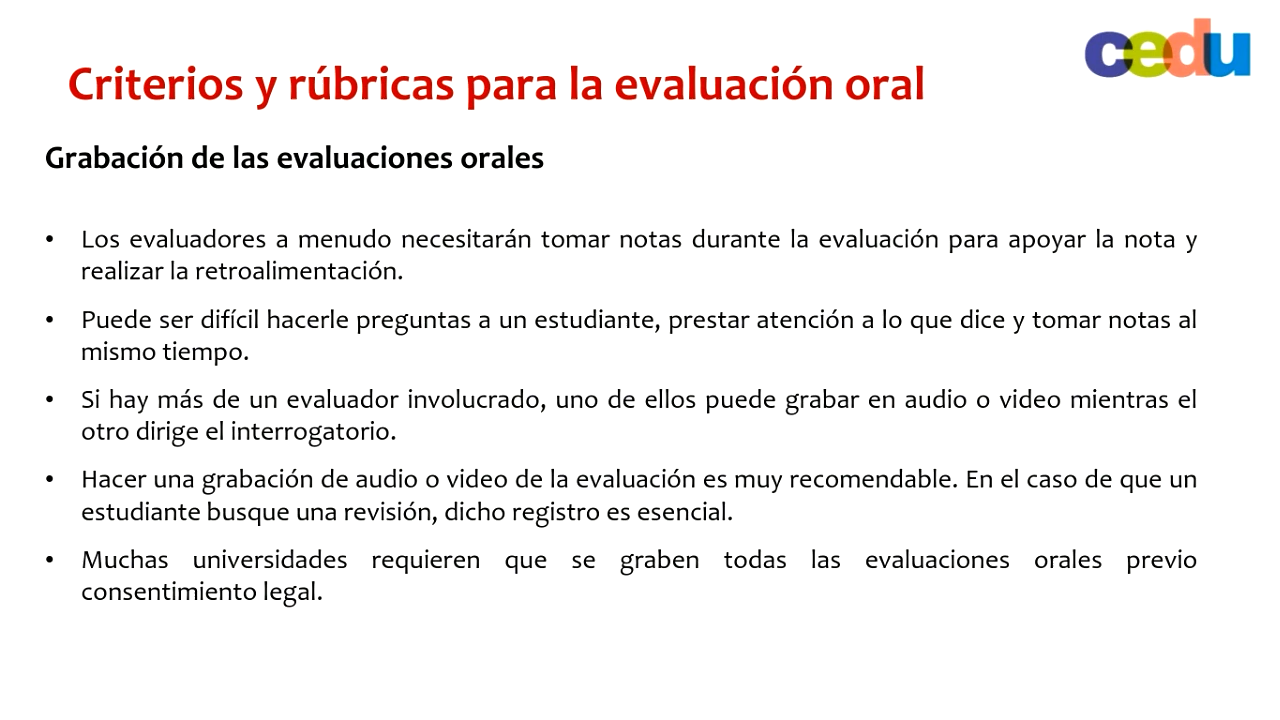 cedu
Criterios y rúbricas para la evaluación oral
Grabación de las evaluaciones orales
• Los evaluadores a menudo necesitarán tomar notas durante la evaluación para apoyar la nota y
realizar la retroalimentación.
• Puede ser difícil hacerle preguntas a un estudiante, prestar atención a lo que dice y tomar notas al
mismo tiempo.
• Si hay más de un evaluador involucrado, uno de ellos puede grabar en audio o video mientras el
otro dirige el interrogatorio.
• Hacer una grabación de audio o video de la evaluación es muy recomendable. En el caso de que un
estudiante busque una revisión, dicho registro es esencial.
• Muchas universidades requieren que se graben todas las evaluaciones orales previo
consentimiento legal.